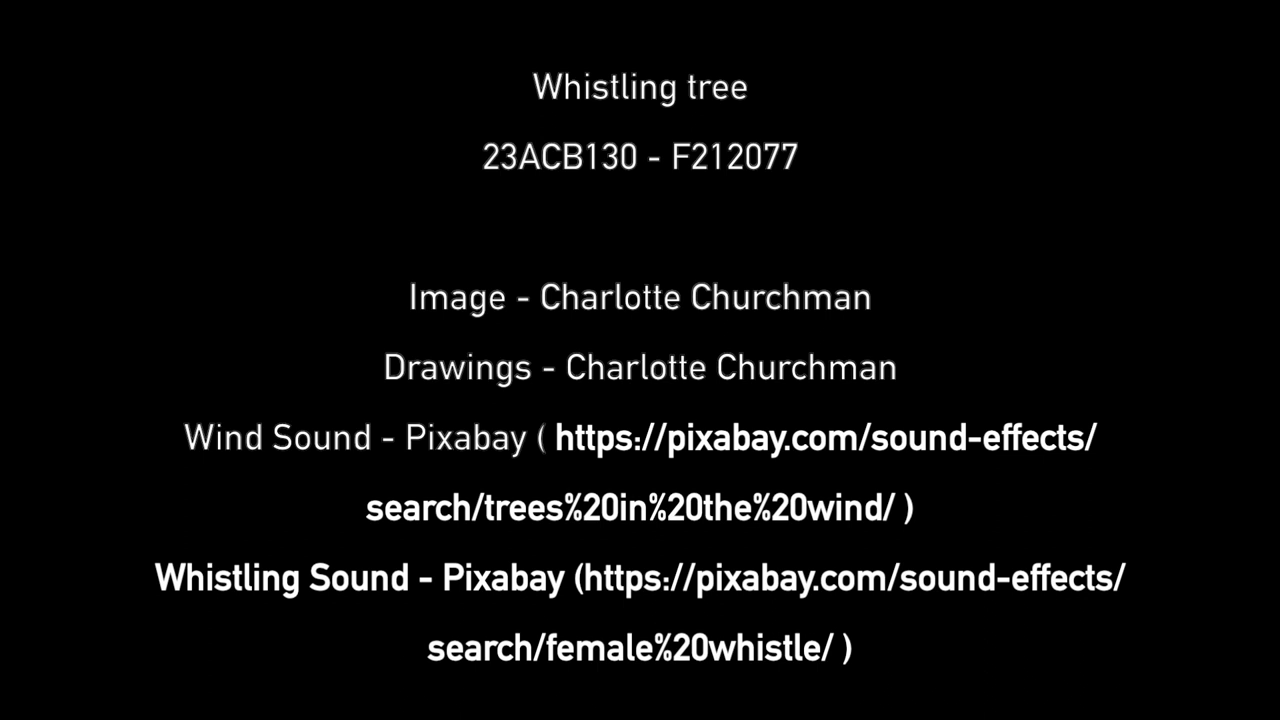 Whistling tree
23ACB130 - F212077
Image - Charlotte Churchman
Drawings - Charlotte Churchman
Wind Sound - Pixabay ( https://pixabay.com/sound-effects/
search/trees%20in%20the%20wind/ )
Whistling Sound - Pixabay (https://pixabay.com/sound-effects/
search/female%20whistle/ )